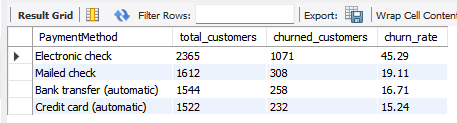 Result Grid Filter Rows: Export: Wrap Cell Conten
PaymentMethod total_customers churned_customers churn_rate
Electronic check 2365 1071 45.29
Mailed check 1612 308 19.11
Bank transfer (automatic) 1544 258 16.71
Credit card (automatic) 1522 232 15.24